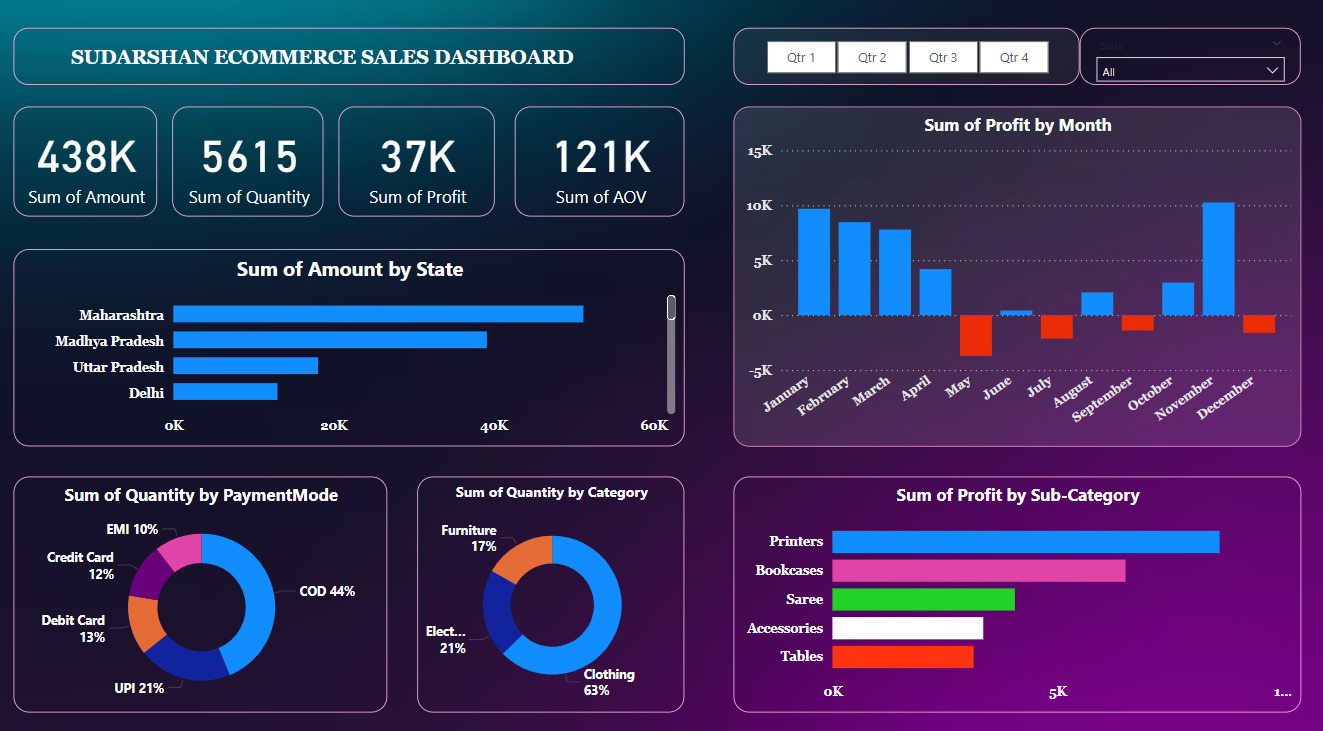 SUDARSHAN ECOMMERCE SALES DASHBOARD
Qtr 1
Qtr 2
Qtr 3
Qtr 4
State
All
438K
Sum of Amount
5615
Sum of Quantity
37K
Sum of Profit
121K
Sum of AOV
Sum of Profit by Month
15K
10K
5K
0K
-5K
January
February
March
April
May
June
July
August
September
October
November
December
Sum of Amount by State
Maharashtra
Madhya Pradesh
Uttar Pradesh
Delhi
0K
20K
40K
60K
Sum of Quantity by PaymentMode
EMI 10%
Credit Card
12%
Debit Card
13%
UPI 21%
COD 44%
Sum of Quantity by Category
Furniture
17%
Elect...
21%
Clothing
63%
Sum of Profit by Sub-Category
Printers
Bookcases
Saree
Accessories
Tables
0K
5K
1...